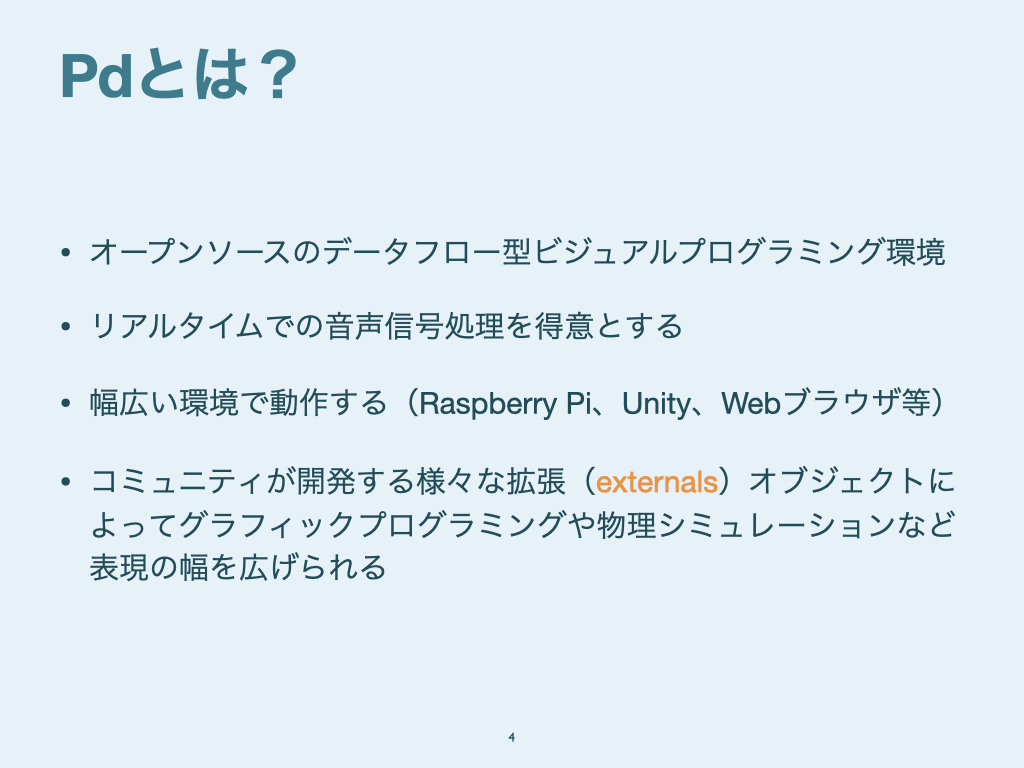 Pdとは？
• オープンソースのデータフロー型ビジュアルプログラミング環境
• リアルタイムでの音声信号処理を得意とする
• 幅広い環境で動作する（Raspberry Pi、Unity、Webブラウザ等）
• コミュニティが開発する様々な拡張（externals）オブジェクトに
よってグラフィックプログラミングや物理シミュレーションなど
表現の幅を広げられる
4